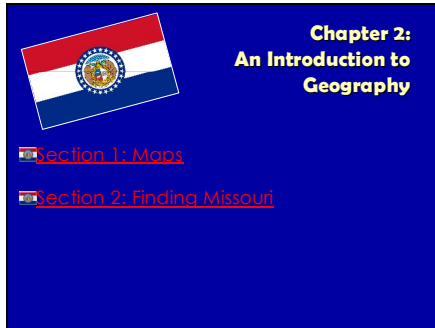 Chapter 2:
An Introduction to
Geography
Section 1: Maps
Section 2: Finding Missouri